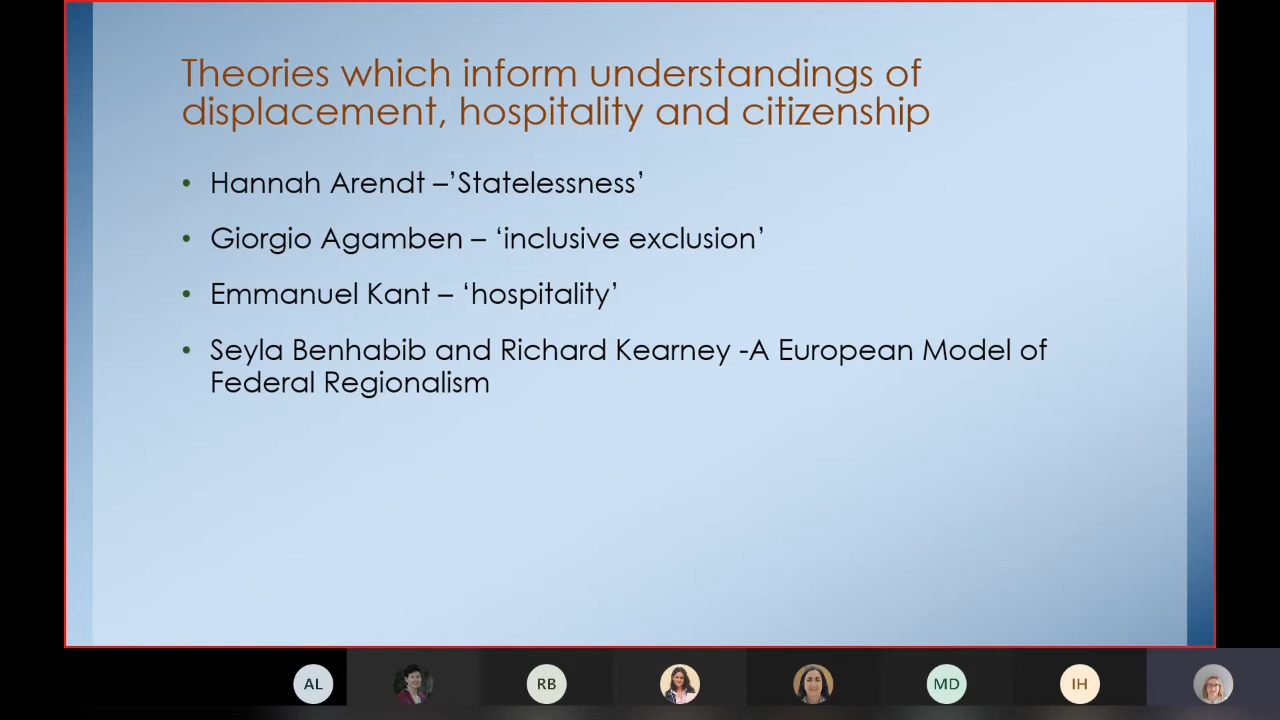 Theories which inform understandings of
displacement, hospitality and citizenship
• Hannah Arendt –’Statelessness’
• Giorgio Agamben – ‘inclusive exclusion’
• Emmanuel Kant – ‘hospitality’
• Seyla Benhabib and Richard Kearney -A European Model of
Federal Regionalism
AL
RB
MD
IH